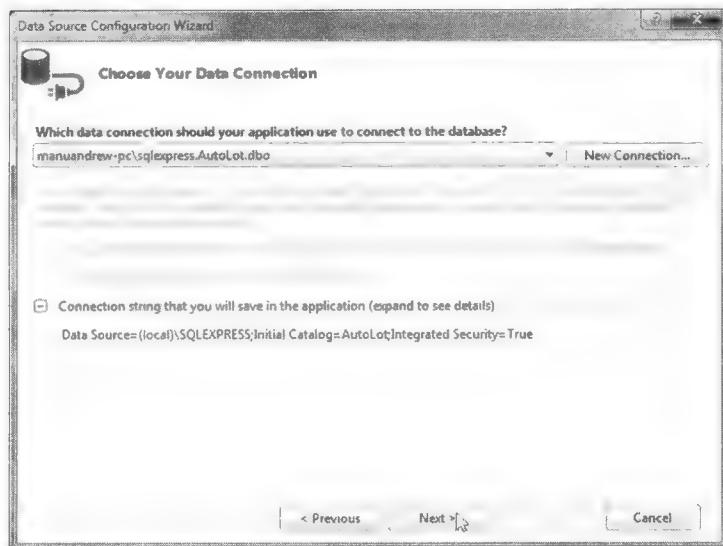 Data Source Configuration Wizard
Choose Your Data Connection
Which data connection should your application use to connect to the database?
manuandrew-pc\sqlexpress.AutoLot.dbo
New Connection...
Connection string that you will save in the application (expand to see details)
Data Source=(local)\SQLEXPRESS;Initial Catalog=AutoLot;Integrated Security=True
< Previous
Next >
Cancel